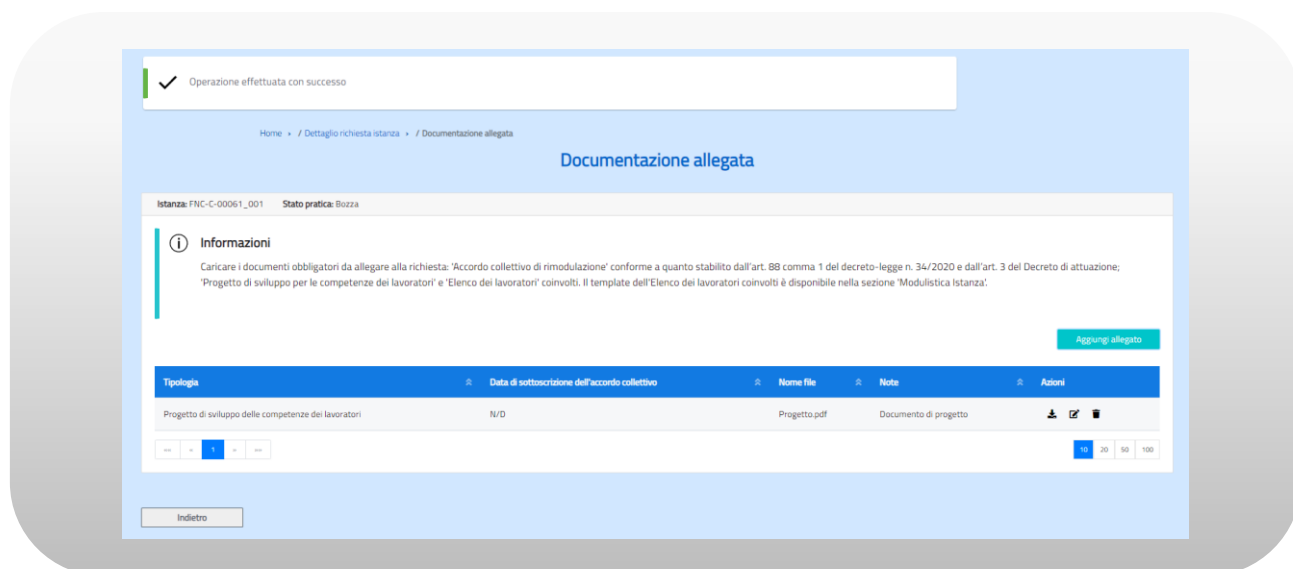 Operazione effettuata con successo
Home / Dettaglio richiesta istanza / Documentazione allegata
Documentazione allegata
Istanza: FNC-C-00061_001 Stato pratica: Bozza
Informazioni
Caricare i documenti obbligatori da allegare alla richiesta: 'Accordo collettivo di rimodulazione' conforme a quanto stabilito dall'art. 88 comma 1 del decreto-legge n. 34/2020 e dall'art. 3 del Decreto di attuazione;
'Progetto di sviluppo per le competenze dei lavoratori' e 'Elenco dei lavoratori' coinvolti. Il template dell'Elenco dei lavoratori coinvolti è disponibile nella sezione 'Modulistica Istanza'.
Aggiungi allegato
Tipologia Data di sottoscrizione dell'accordo collettivo Nome file Note Azioni
Progetto di sviluppo delle competenze dei lavoratori N/D Progetto.pdf Documento di progetto
«« « 1 » »» 10 20 50 100
Indietro